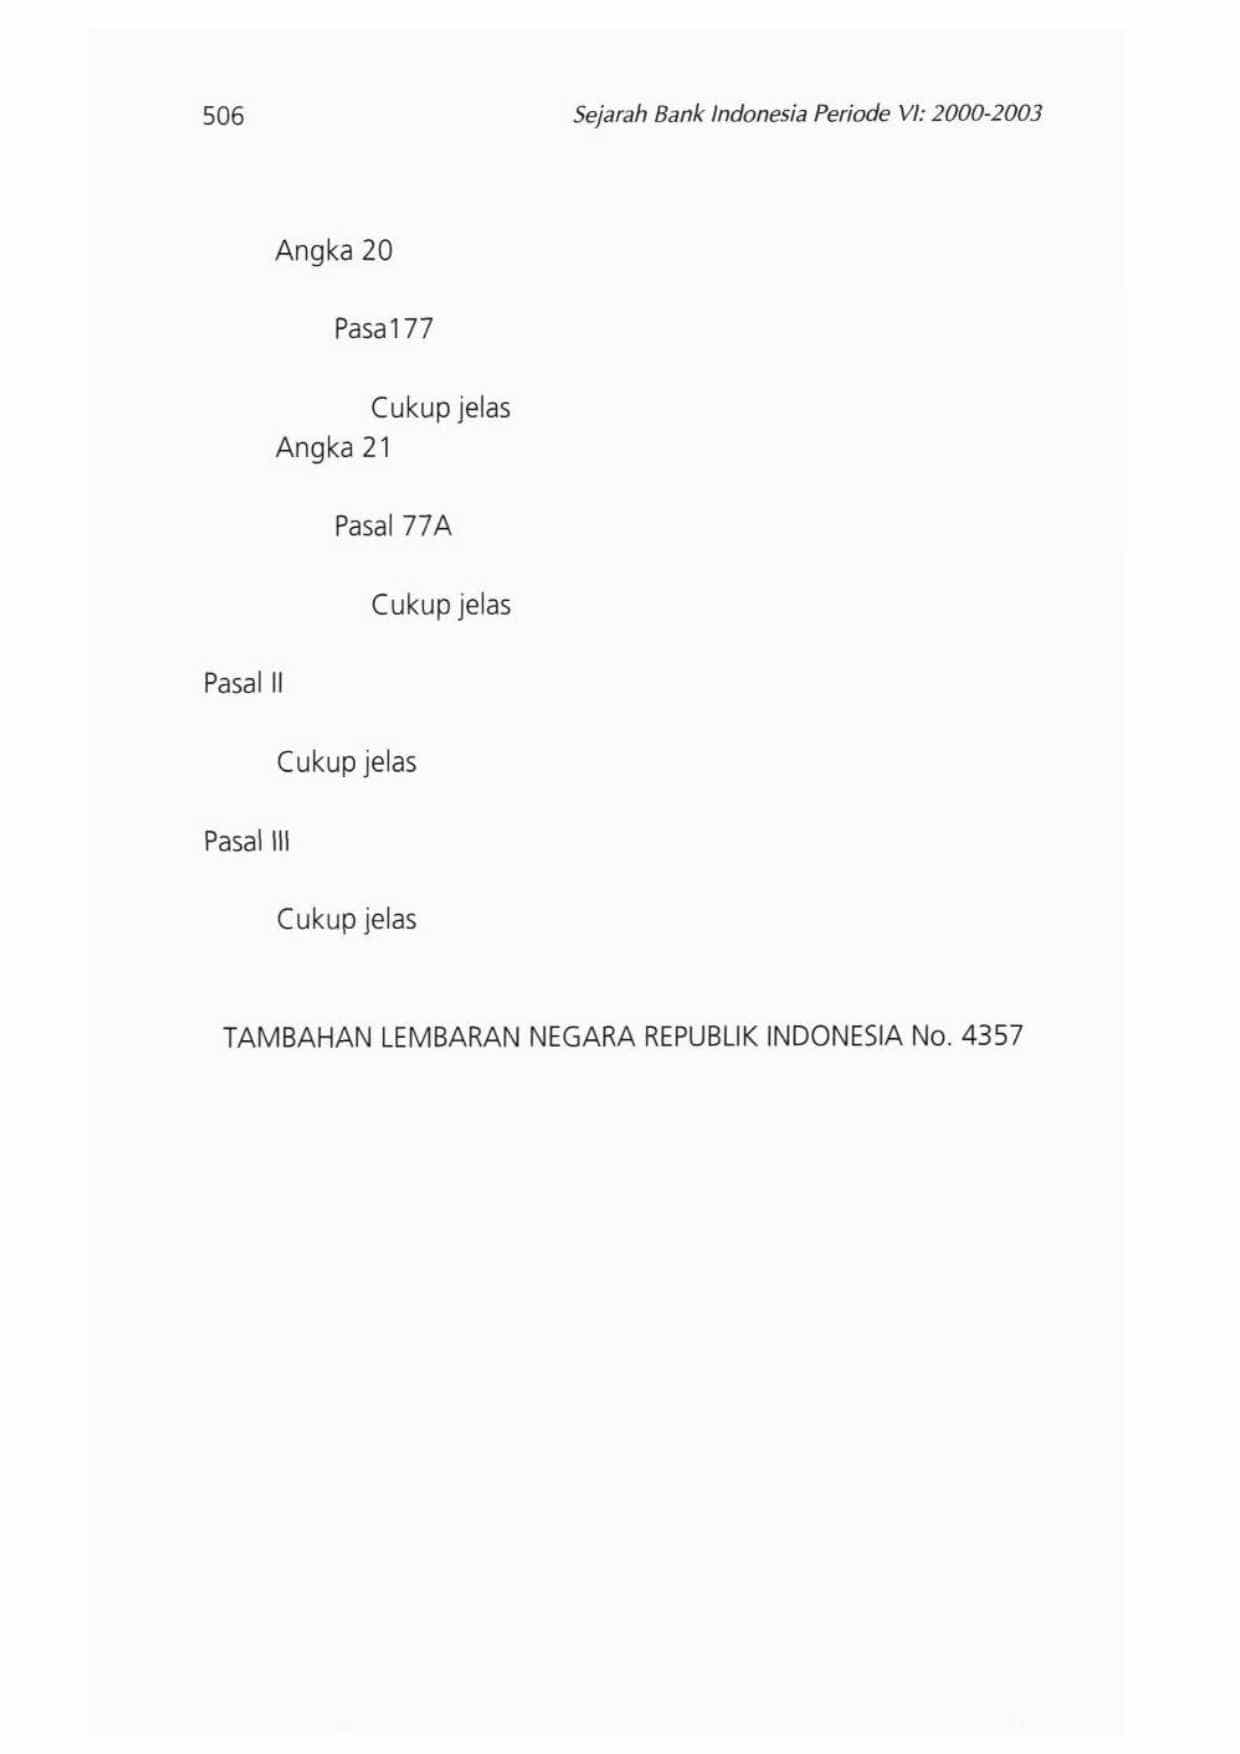 506 Sejarah Bank Indonesia Periode VI: 2000-2003
Angka 20
Pasa177
Cukup jelas
Angka 21
Pasal 77A
Cukup jelas
Pasal II
Cukup jelas
Pasal III
Cukup jelas
TAMBAHAN LEMBARAN NEGARA REPUBLIK INDONESIA No. 4357